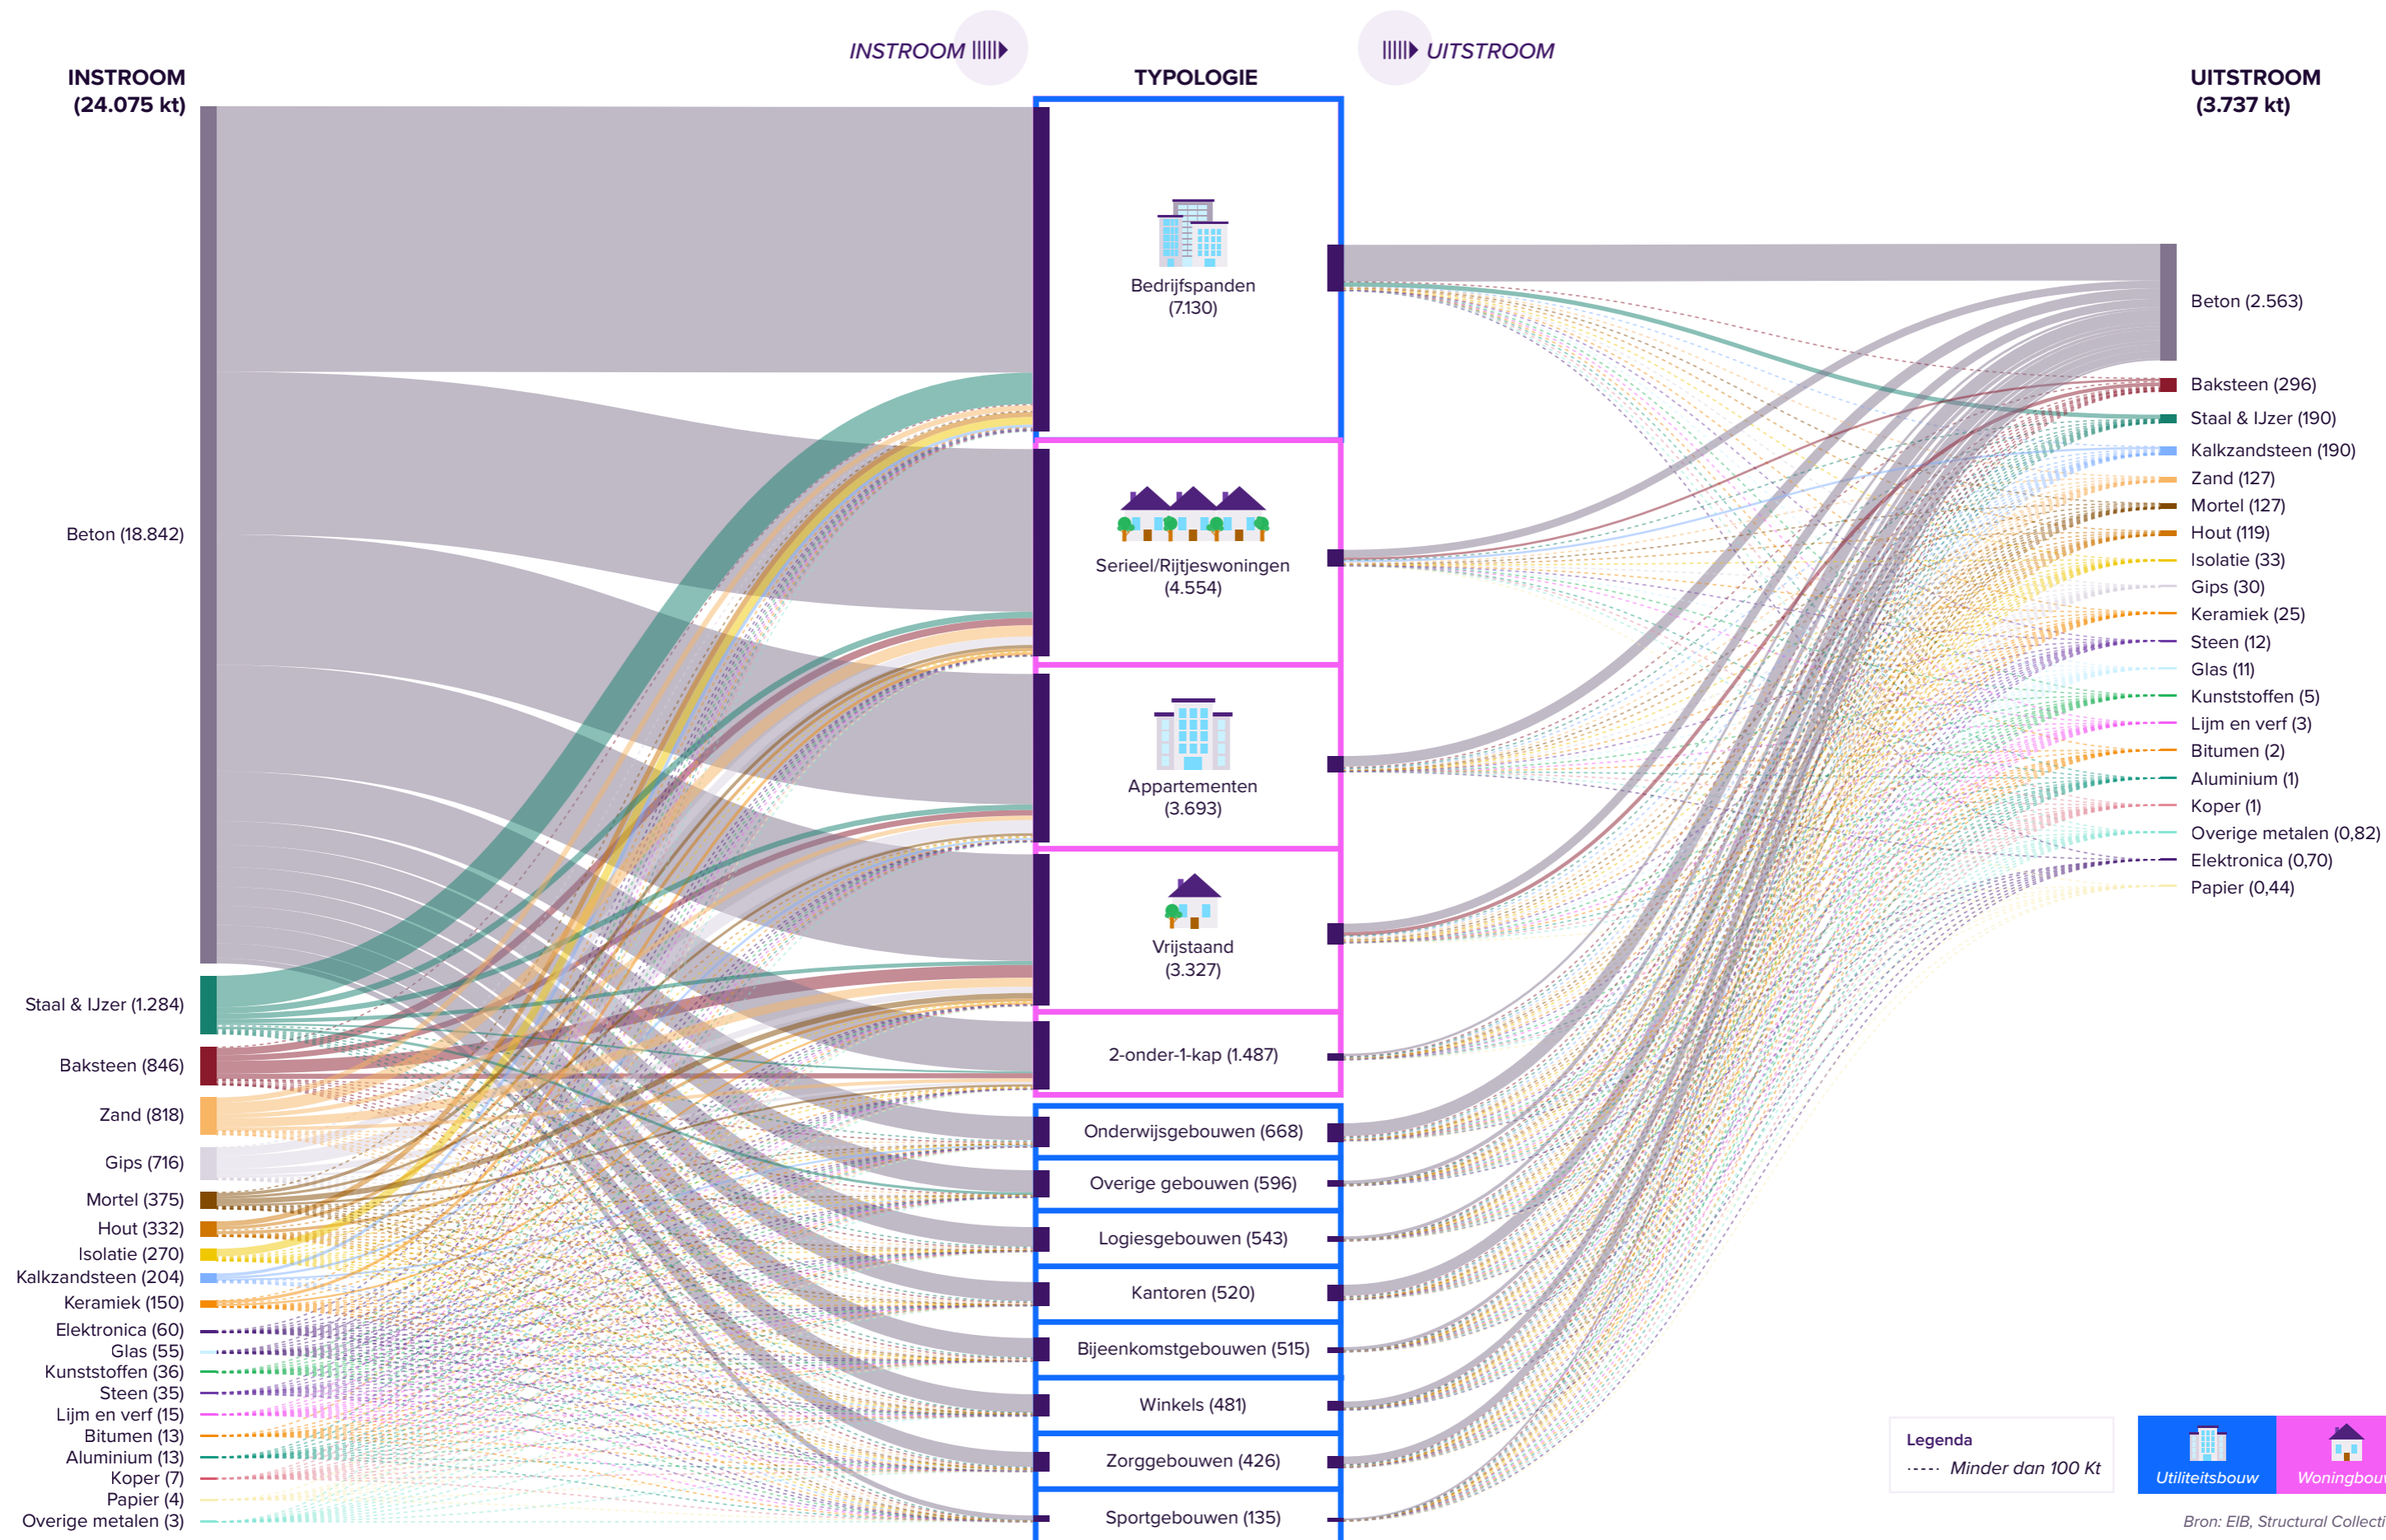 INSTROOM
UITSTROOM
INSTROOM
(24.075 kt)
TYPOLOGIE
UITSTROOM
(3.737 kt)
Beton (18.842)
Staal & IJzer (1.284)
Baksteen (846)
Zand (818)
Gips (716)
Mortel (375)
Hout (332)
Isolatie (270)
Kalkzandsteen (204)
Keramiek (150)
Elektronica (60)
Glas (55)
Kunststoffen (36)
Steen (35)
Lijm en verf (15)
Bitumen (13)
Aluminium (13)
Koper (7)
Papier (4)
Overige metalen (3)
Bedrijfspanden
(7.130)
Serieel/Rijtjeswoningen
(4.554)
Appartementen
(3.693)
Vrijstaand
(3.327)
2-onder-1-kap (1.487)
Onderwijsgebouwen (668)
Overige gebouwen (596)
Logiesgebouwen (543)
Kantoren (520)
Bijeenkomstgebouwen (515)
Winkels (481)
Zorggebouwen (426)
Sportgebouwen (135)
Beton (2.563)
Baksteen (296)
Staal & IJzer (190)
Kalkzandsteen (190)
Zand (127)
Mortel (127)
Hout (119)
Isolatie (33)
Gips (30)
Keramiek (25)
Steen (12)
Glas (11)
Kunststoffen (5)
Lijm en verf (3)
Bitumen (2)
Aluminium (1)
Koper (1)
Overige metalen (0,82)
Elektronica (0,70)
Papier (0,44)
Legenda
Minder dan 100 Kt
Utiliteitsbouw
Bron: EIB, Structural